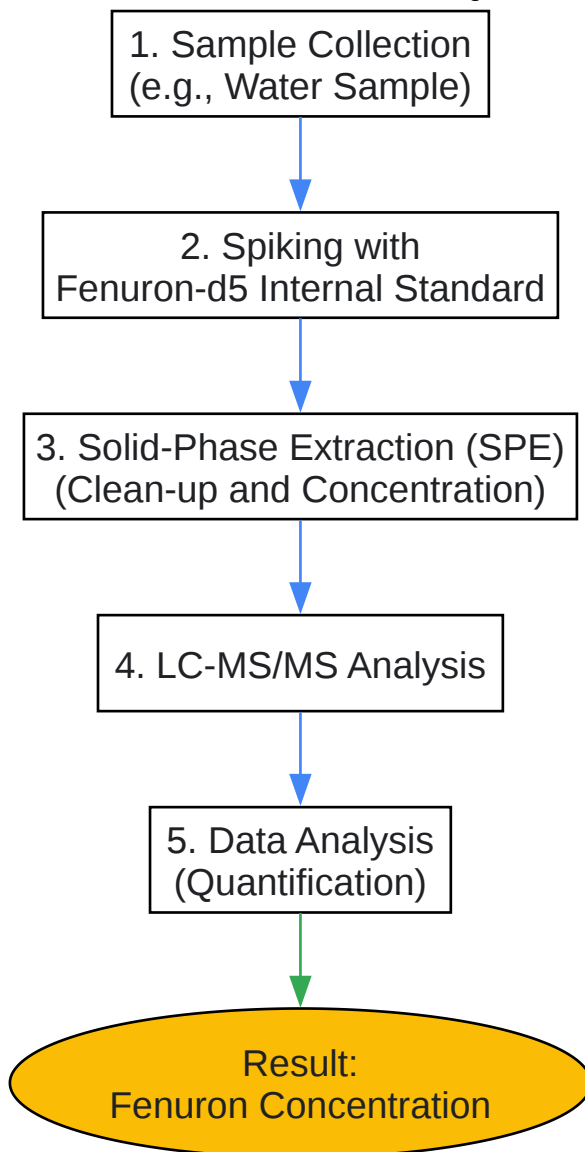 1. Sample Collection
(e.g., Water Sample)
2. Spiking with
Fenuron-d5 Internal Standard
3. Solid-Phase Extraction (SPE)
(Clean-up and Concentration)
4. LC-MS/MS Analysis
5. Data Analysis
(Quantification)
Result:
Fenuron Concentration